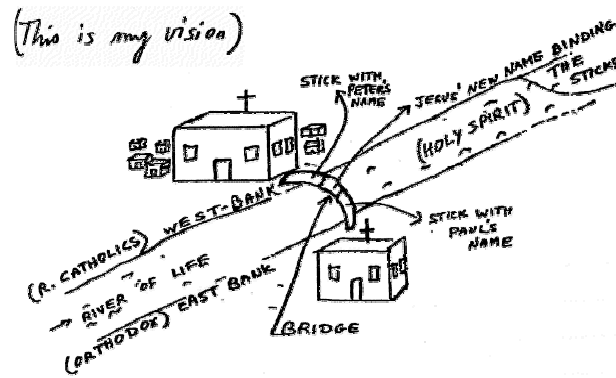 (This is my vision)
STICK WITH
PETER'S
NAME
JESUS' NEW NAME BINDING
THE
STICKS
(HOLY SPIRIT)
WEST-BANK
(R. CATHOLICS)
STICK WITH
PAUL'S
NAME
RIVER OF LIFE
EAST BANK
(ORTHODOX)
BRIDGE